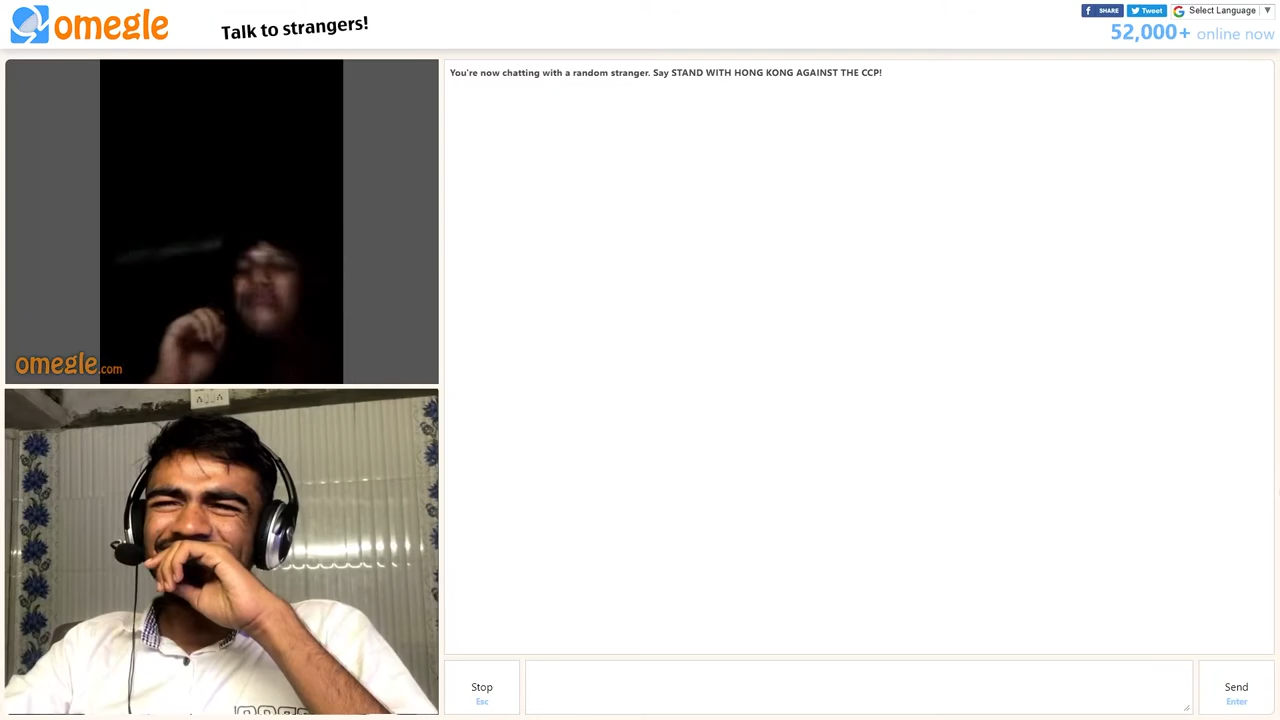 omegle
Talk to strangers!
f SHARE
Tweet
G Select Language ▼
52,000+ online now
You're now chatting with a random stranger. Say STAND WITH HONG KONG AGAINST THE CCP!
omegle.com
Stop
Esc
Send
Enter